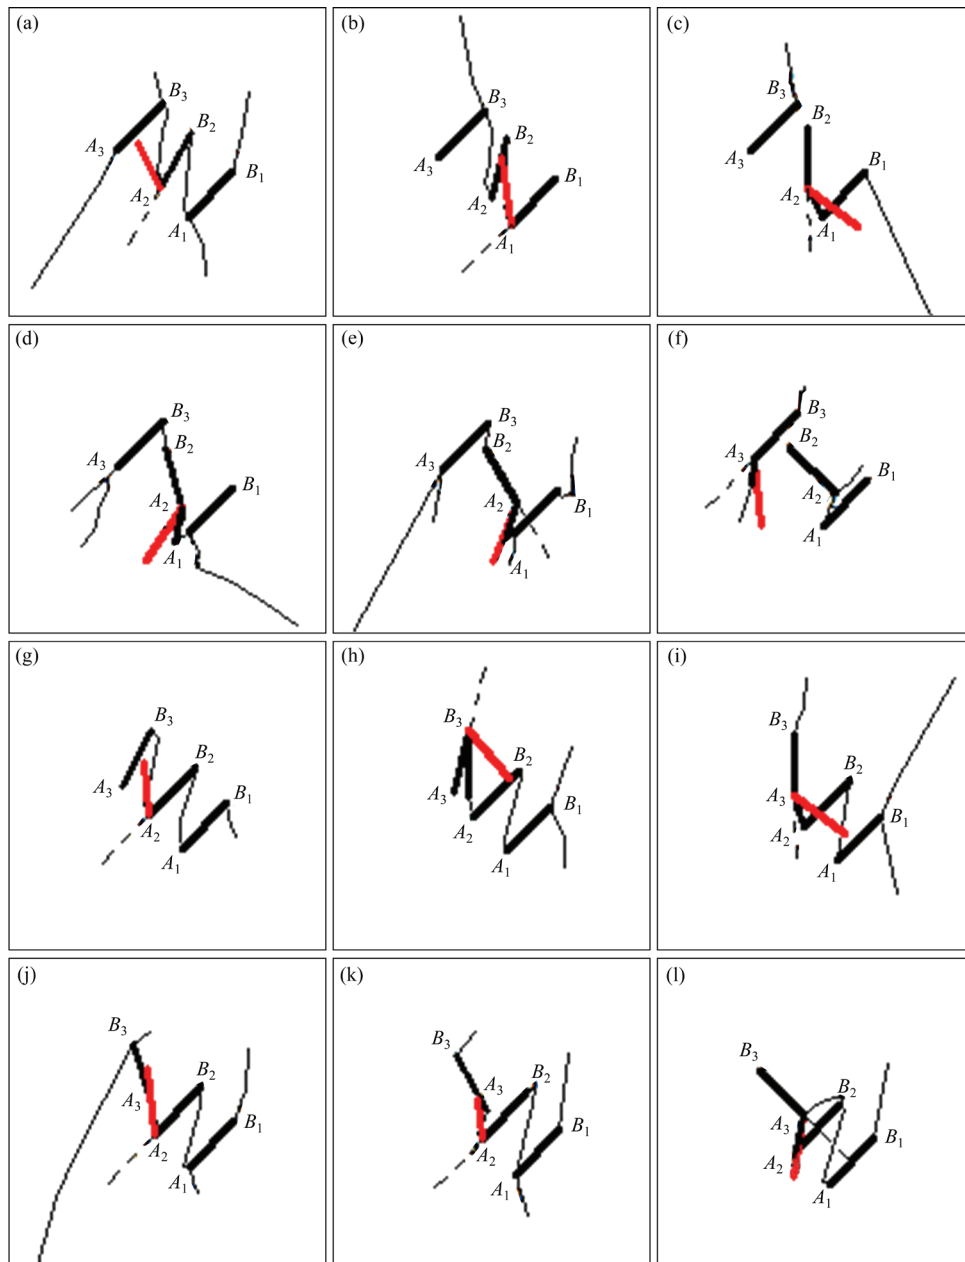 (a)
B₃
B₂
A₃
B₁
A₂
A₁
(b)
B₃
B₂
A₃
B₁
A₂
A₁
(c)
B₃
B₂
A₃
B₁
A₂
A₁
(d)
B₃
B₂
A₃
B₁
A₂
A₁
(e)
B₃
B₂
A₃
A₂
B₁
A₁
(f)
B₃
B₂
A₃
B₁
A₂
A₁
(g)
B₃
B₂
A₃
B₁
A₂
A₁
(h)
B₃
B₂
A₃
B₁
A₂
A₁
(i)
B₃
B₂
A₃
B₁
A₂
A₁
(j)
B₃
B₂
A₃
B₁
A₂
A₁
(k)
B₃
B₂
A₃
B₁
A₂
A₁
(l)
B₃
B₂
A₃
B₁
A₂
A₁